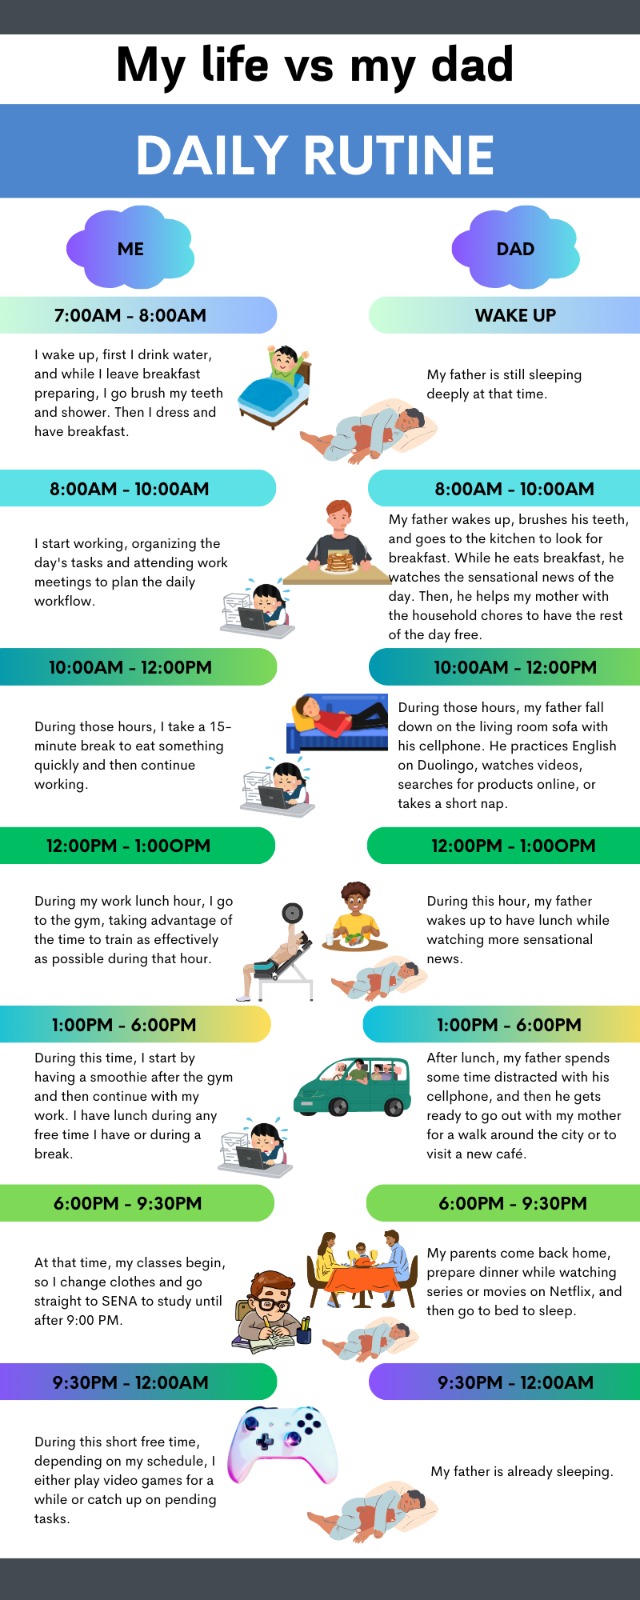 My life vs my dad
DAILY RUTINE
ME
DAD
7:00AM - 8:00AM
WAKE UP
I wake up, first I drink water,
and while I leave breakfast
preparing, I go brush my teeth
and shower. Then I dress and
have breakfast.
My father is still sleeping
deeply at that time.
8:00AM - 10:00AM
8:00AM - 10:00AM
I start working, organizing the
day's tasks and attending work
meetings to plan the daily
workflow.
My father wakes up, brushes his teeth,
and goes to the kitchen to look for
breakfast. While he eats breakfast, he
watches the sensational news of the
day. Then, he helps my mother with
the household chores to have the rest
of the day free.
10:00AM - 12:00PM
10:00AM - 12:00PM
During those hours, I take a 15-
minute break to eat something
quickly and then continue
working.
During those hours, my father fall
down on the living room sofa with
his cellphone. He practices English
on Duolingo, watches videos,
searches for products online, or
takes a short nap.
12:00PM - 1:00OPM
12:00PM - 1:00OPM
During my work lunch hour, I go
to the gym, taking advantage of
the time to train as effectively
as possible during that hour.
During this hour, my father
wakes up to have lunch while
watching more sensational
news.
1:00PM - 6:00PM
1:00PM - 6:00PM
During this time, I start by
having a smoothie after the gym
and then continue with my
work. I have lunch during any
free time I have or during a
break.
After lunch, my father spends
some time distracted with his
cellphone, and then he gets
ready to go out with my mother
for a walk around the city or to
visit a new café.
6:00PM - 9:30PM
6:00PM - 9:30PM
At that time, my classes begin,
so I change clothes and go
straight to SENA to study until
after 9:00 PM.
My parents come back home,
prepare dinner while watching
series or movies on Netflix, and
then go to bed to sleep.
9:30PM - 12:00AM
9:30PM - 12:00AM
During this short free time,
depending on my schedule, I
either play video games for a
while or catch up on pending
tasks.
My father is already sleeping.